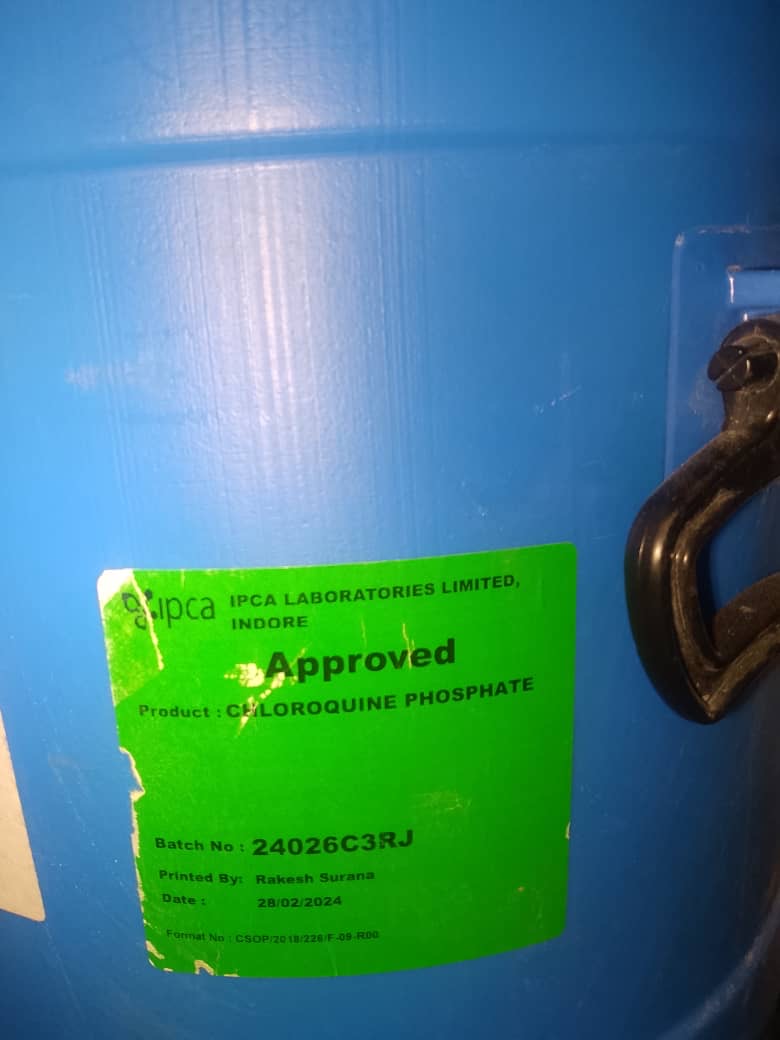 ipca IPCA LABORATORIES LIMITED,
INDORE
Approved
Product : CHLOROQUINE PHOSPHATE
Batch No : 24026C3RJ
Printed By: Rakesh Surana
Date : 28/02/2024
Format No : CSOP/2018/226/F-09-R00